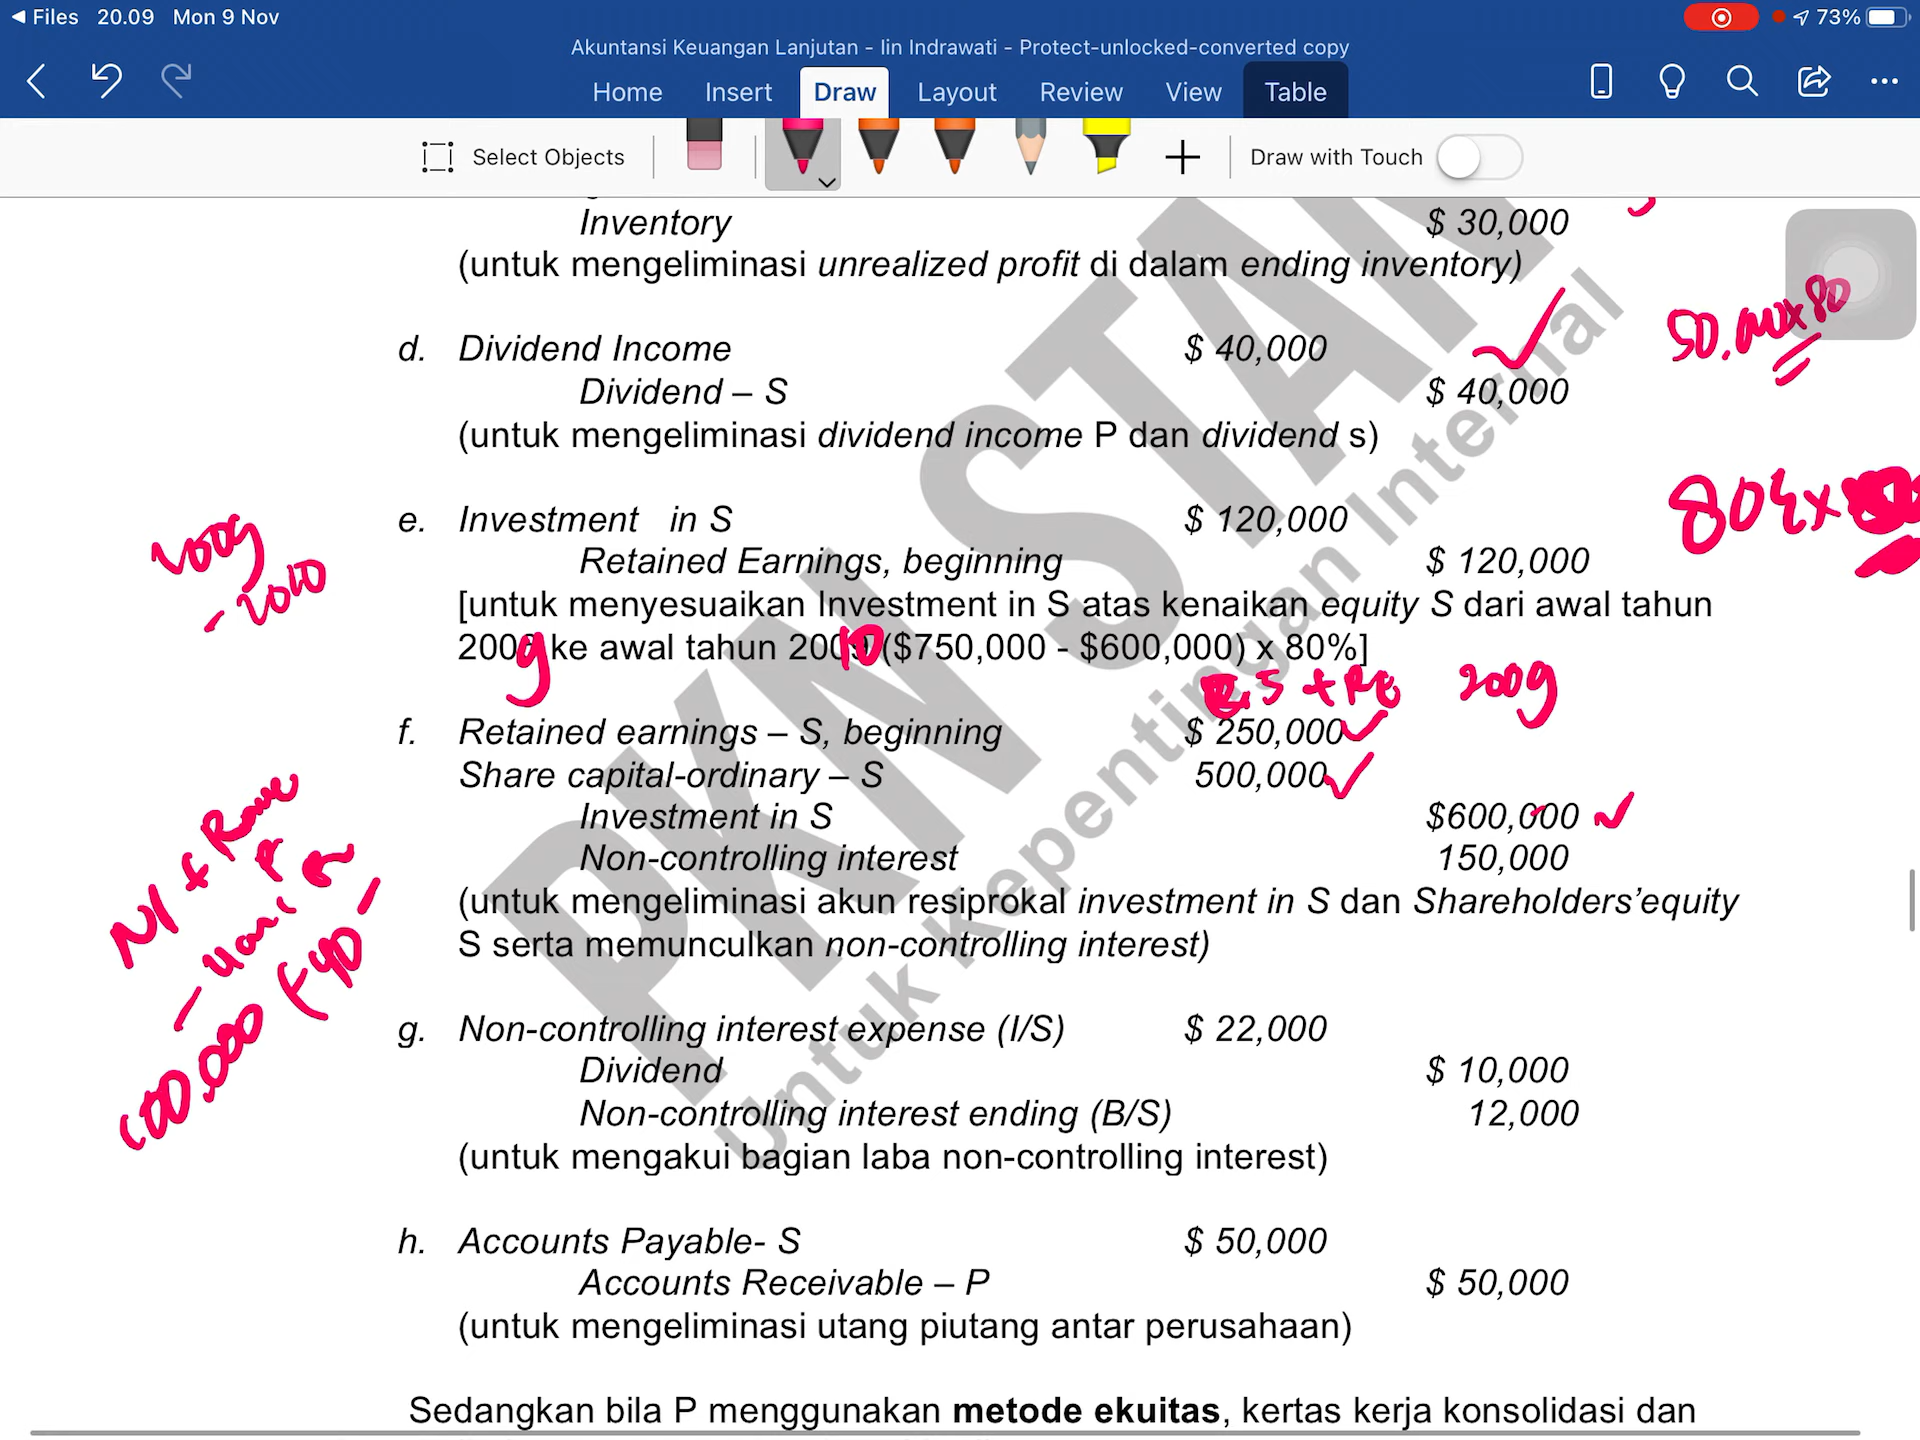 Files 20.09 Mon 9 Nov
73%
Akuntansi Keuangan Lanjutan - Iin Indrawati - Protect-unlocked-converted copy
Home Insert Draw Layout Review View Table
Select Objects
Draw with Touch
Inventory $ 30,000
(untuk mengeliminasi unrealized profit di dalam ending inventory)
50.000x80
d. Dividend Income $ 40,000
Dividend – S $ 40,000
(untuk mengeliminasi dividend income P dan dividend s)
e. Investment in S $ 120,000
Retained Earnings, beginning $ 120,000
[untuk menyesuaikan Investment in S atas kenaikan equity S dari awal tahun
ke awal tahun ($750,000 - $600,000) x 80%]
2009
- 2010
g 10
2009
f. Retained earnings – S, beginning $ 250,000
Share capital-ordinary – S 500,000
Investment in S $600,000
Non-controlling interest 150,000
(untuk mengeliminasi akun resiprokal investment in S dan Shareholders’equity
S serta memunculkan non-controlling interest)
g. Non-controlling interest expense (I/S) $ 22,000
Dividend $ 10,000
Non-controlling interest ending (B/S) 12,000
(untuk mengakui bagian laba non-controlling interest)
h. Accounts Payable- S $ 50,000
Accounts Receivable – P $ 50,000
(untuk mengeliminasi utang piutang antar perusahaan)
Sedangkan bila P menggunakan metode ekuitas, kertas kerja konsolidasi dan
PKN STAN
Untuk Kepentingan Internal